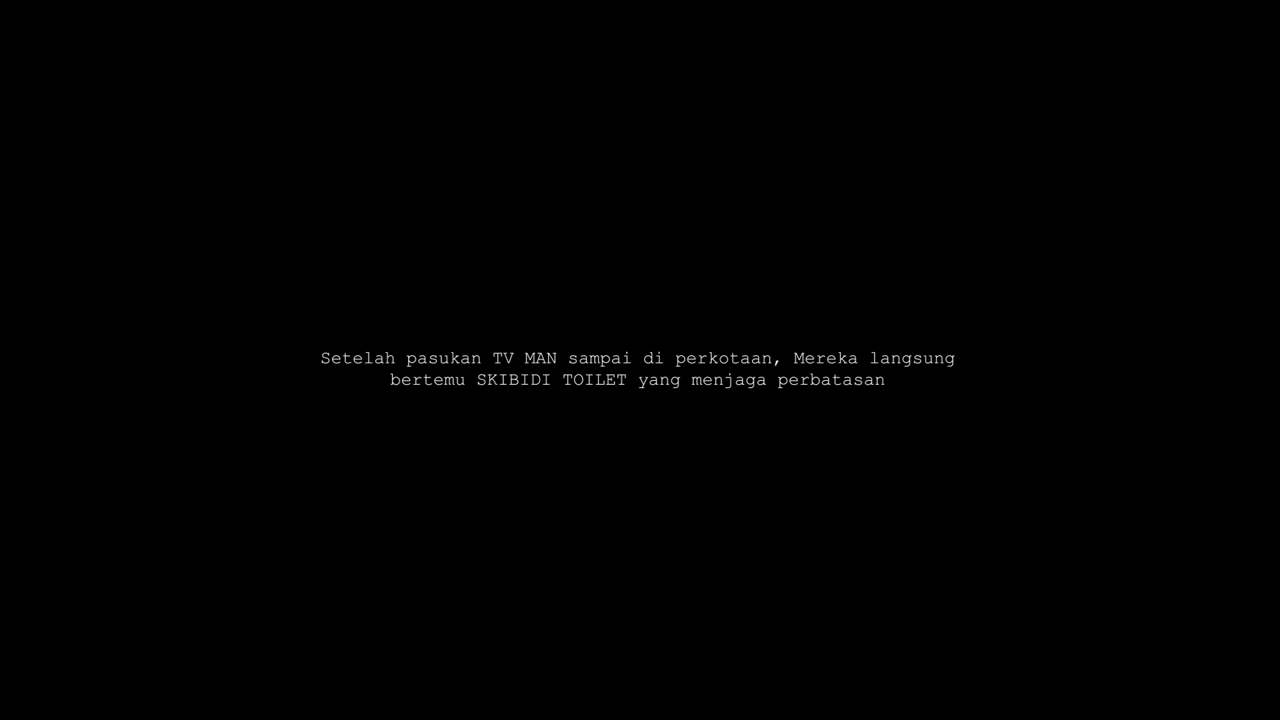 Setelah pasukan TV MAN sampai di perkotaan, Mereka langsung
bertemu SKIBIDI TOILET yang menjaga perbatasan